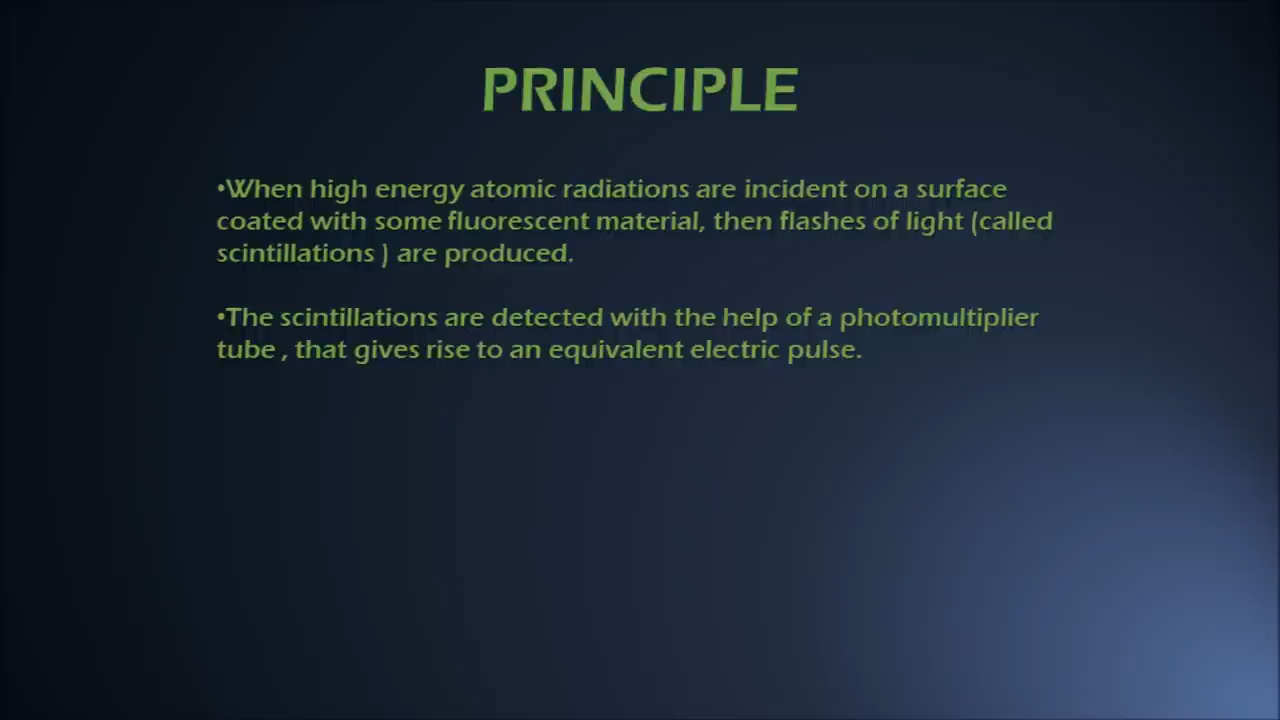 PRINCIPLE
•When high energy atomic radiations are incident on a surface
coated with some fluorescent material, then flashes of light (called
scintillations ) are produced.
•The scintillations are detected with the help of a photomultiplier
tube , that gives rise to an equivalent electric pulse.